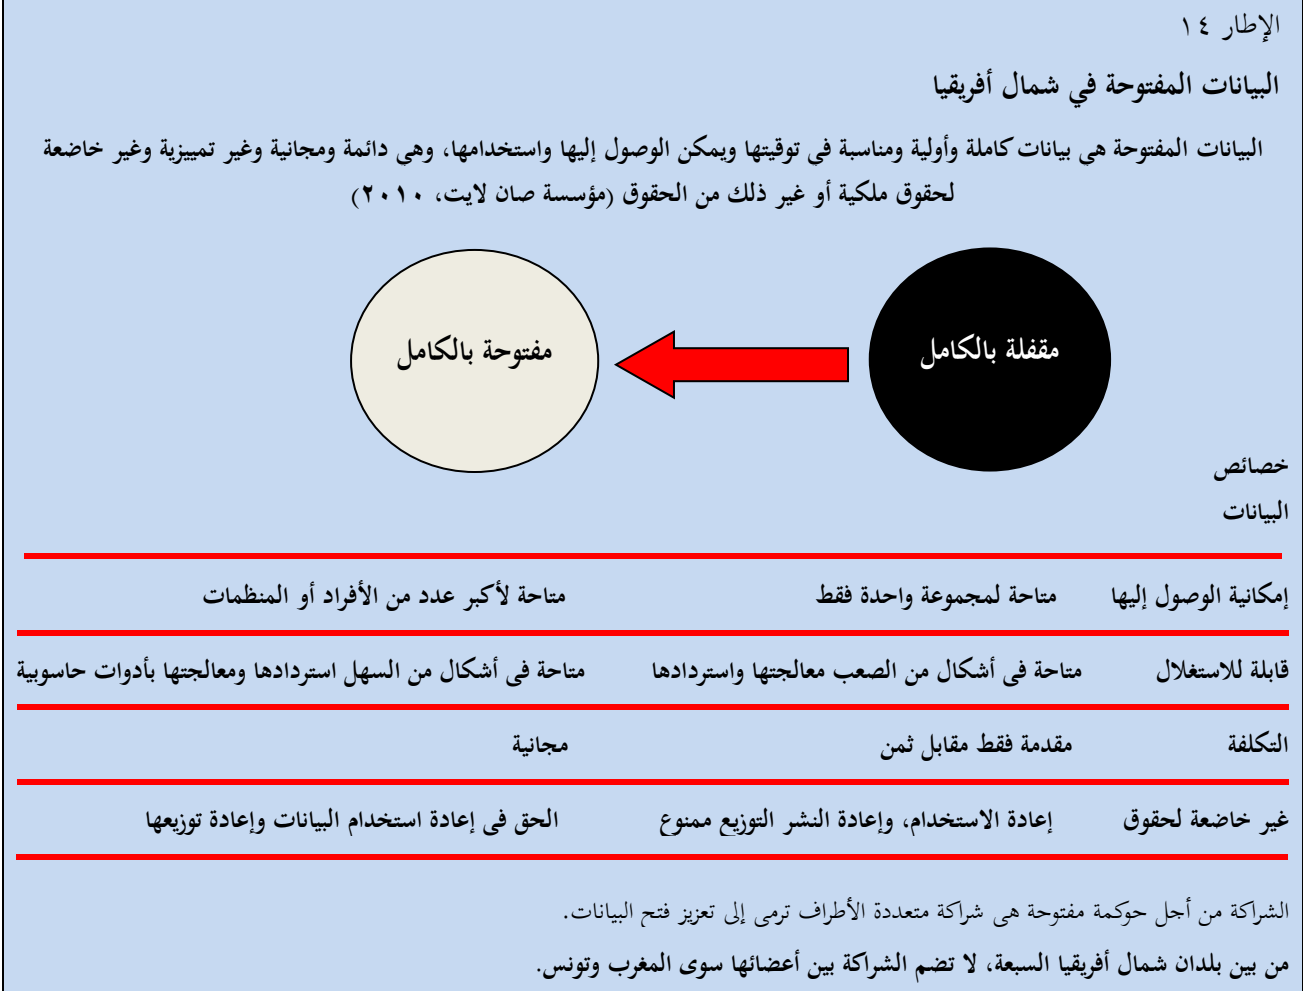 الإطار ١٤
البيانات المفتوحة في شمال أفريقيا
البيانات المفتوحة هى بيانات كاملة وأولية ومناسبة فى توقيتها ويمكن الوصول إليها واستخدامها، وهى دائمة ومجانية وغير تمييزية وغير خاضعة
لحقوق ملكية أو غير ذلك من الحقوق (مؤسسة صان لايت، ٢٠١٠)
مقفلة بالكامل
مفتوحة بالكامل
خصائص
البيانات
إمكانية الوصول إليها متاحة لمجموعة واحدة فقط متاحة لأكبر عدد من الأفراد أو المنظمات
قابلة للاستغلال متاحة فى أشكال من الصعب معالجتها واستردادها متاحة فى أشكال من السهل استردادها ومعالجتها بأدوات حاسوبية
التكلفة مقدمة فقط مقابل ثمن مجانية
غير خاضعة لحقوق إعادة الاستخدام، وإعادة النشر التوزيع ممنوع الحق فى إعادة استخدام البيانات وإعادة توزيعها
الشراكة من أجل حوكمة مفتوحة هى شراكة متعددة الأطراف ترمى إلى تعزيز فتح البيانات.
من بين بلدان شمال أفريقيا السبعة، لا تضم الشراكة بين أعضائها سوى المغرب وتونس.